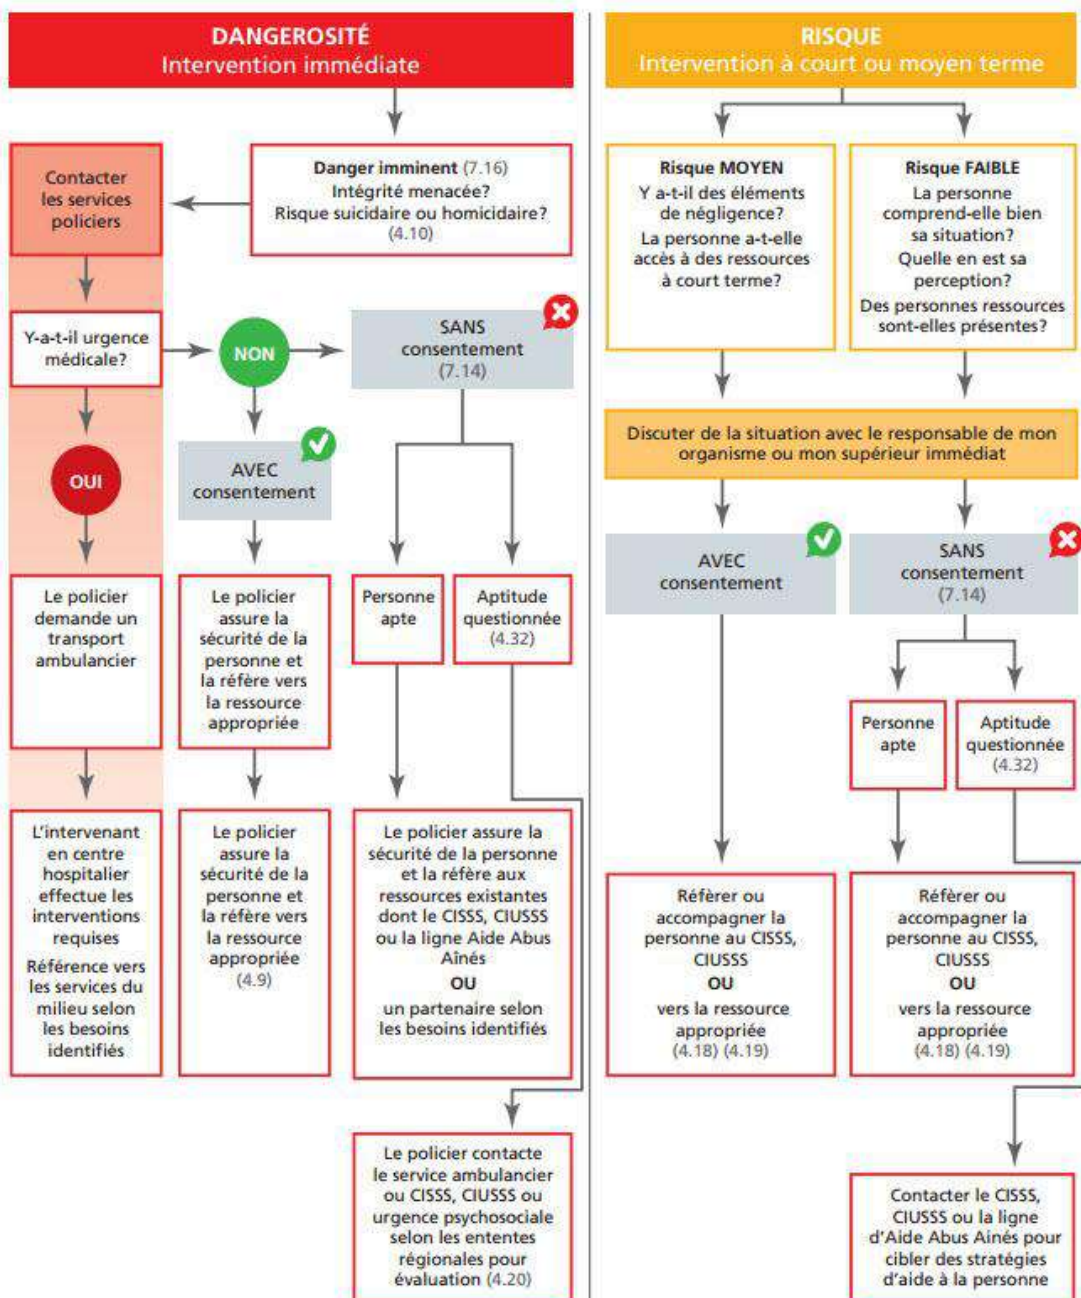 DANGEROSITÉ
Intervention immédiate
Danger imminent (7.16)
Intégrité menacée?
Risque suicidaire ou homicidaire?
(4.10)
Contacter
les services
policiers
Y-a-t-il urgence
médicale?
NON
SANS
consentement
(7.14)
OUI
AVEC
consentement
Le policier
demande un
transport
ambulancier
Le policier
assure la
sécurité de la
personne et
la réfère vers
la ressource
appropriée
Personne
apte
Aptitude
questionnée
(4.32)
L'intervenant
en centre
hospitalier
effectue les
interventions
requises
Référence vers
les services du
milieu selon
les besoins
identifiés
Le policier
assure la
sécurité de la
personne et
la réfère vers
la ressource
appropriée
(4.9)
Le policier assure la
sécurité de la personne
et la réfère aux
ressources existantes
dont le CISSS, CIUSSS
ou la ligne Aide Abus
Aînés
OU
un partenaire selon
les besoins identifiés
Le policier contacte
le service ambulancier
ou CISSS, CIUSSS ou
urgence psychosociale
selon les ententes
régionales pour
évaluation (4.20)
RISQUE
Intervention à court ou moyen terme
Risque MOYEN
Y a-t-il des éléments
de négligence?
La personne a-t-elle
accès à des ressources
à court terme?
Risque FAIBLE
La personne
comprend-elle bien
sa situation?
Quelle en est sa
perception?
Des personnes ressources
sont-elles présentes?
Discuter de la situation avec le responsable de mon
organisme ou mon supérieur immédiat
AVEC
consentement
SANS
consentement
(7.14)
Personne
apte
Aptitude
questionnée
(4.32)
Réfèrer ou
accompagner la
personne au CISSS,
CIUSSS
OU
vers la ressource
appropriée
(4.18) (4.19)
Réfèrer ou
accompagner la
personne au CISSS,
CIUSSS
OU
vers la ressource
appropriée
(4.18) (4.19)
Contacter le CISSS,
CIUSSS ou la ligne
d'Aide Abus Ainés pour
cibler des stratégies
d'aide à la personne